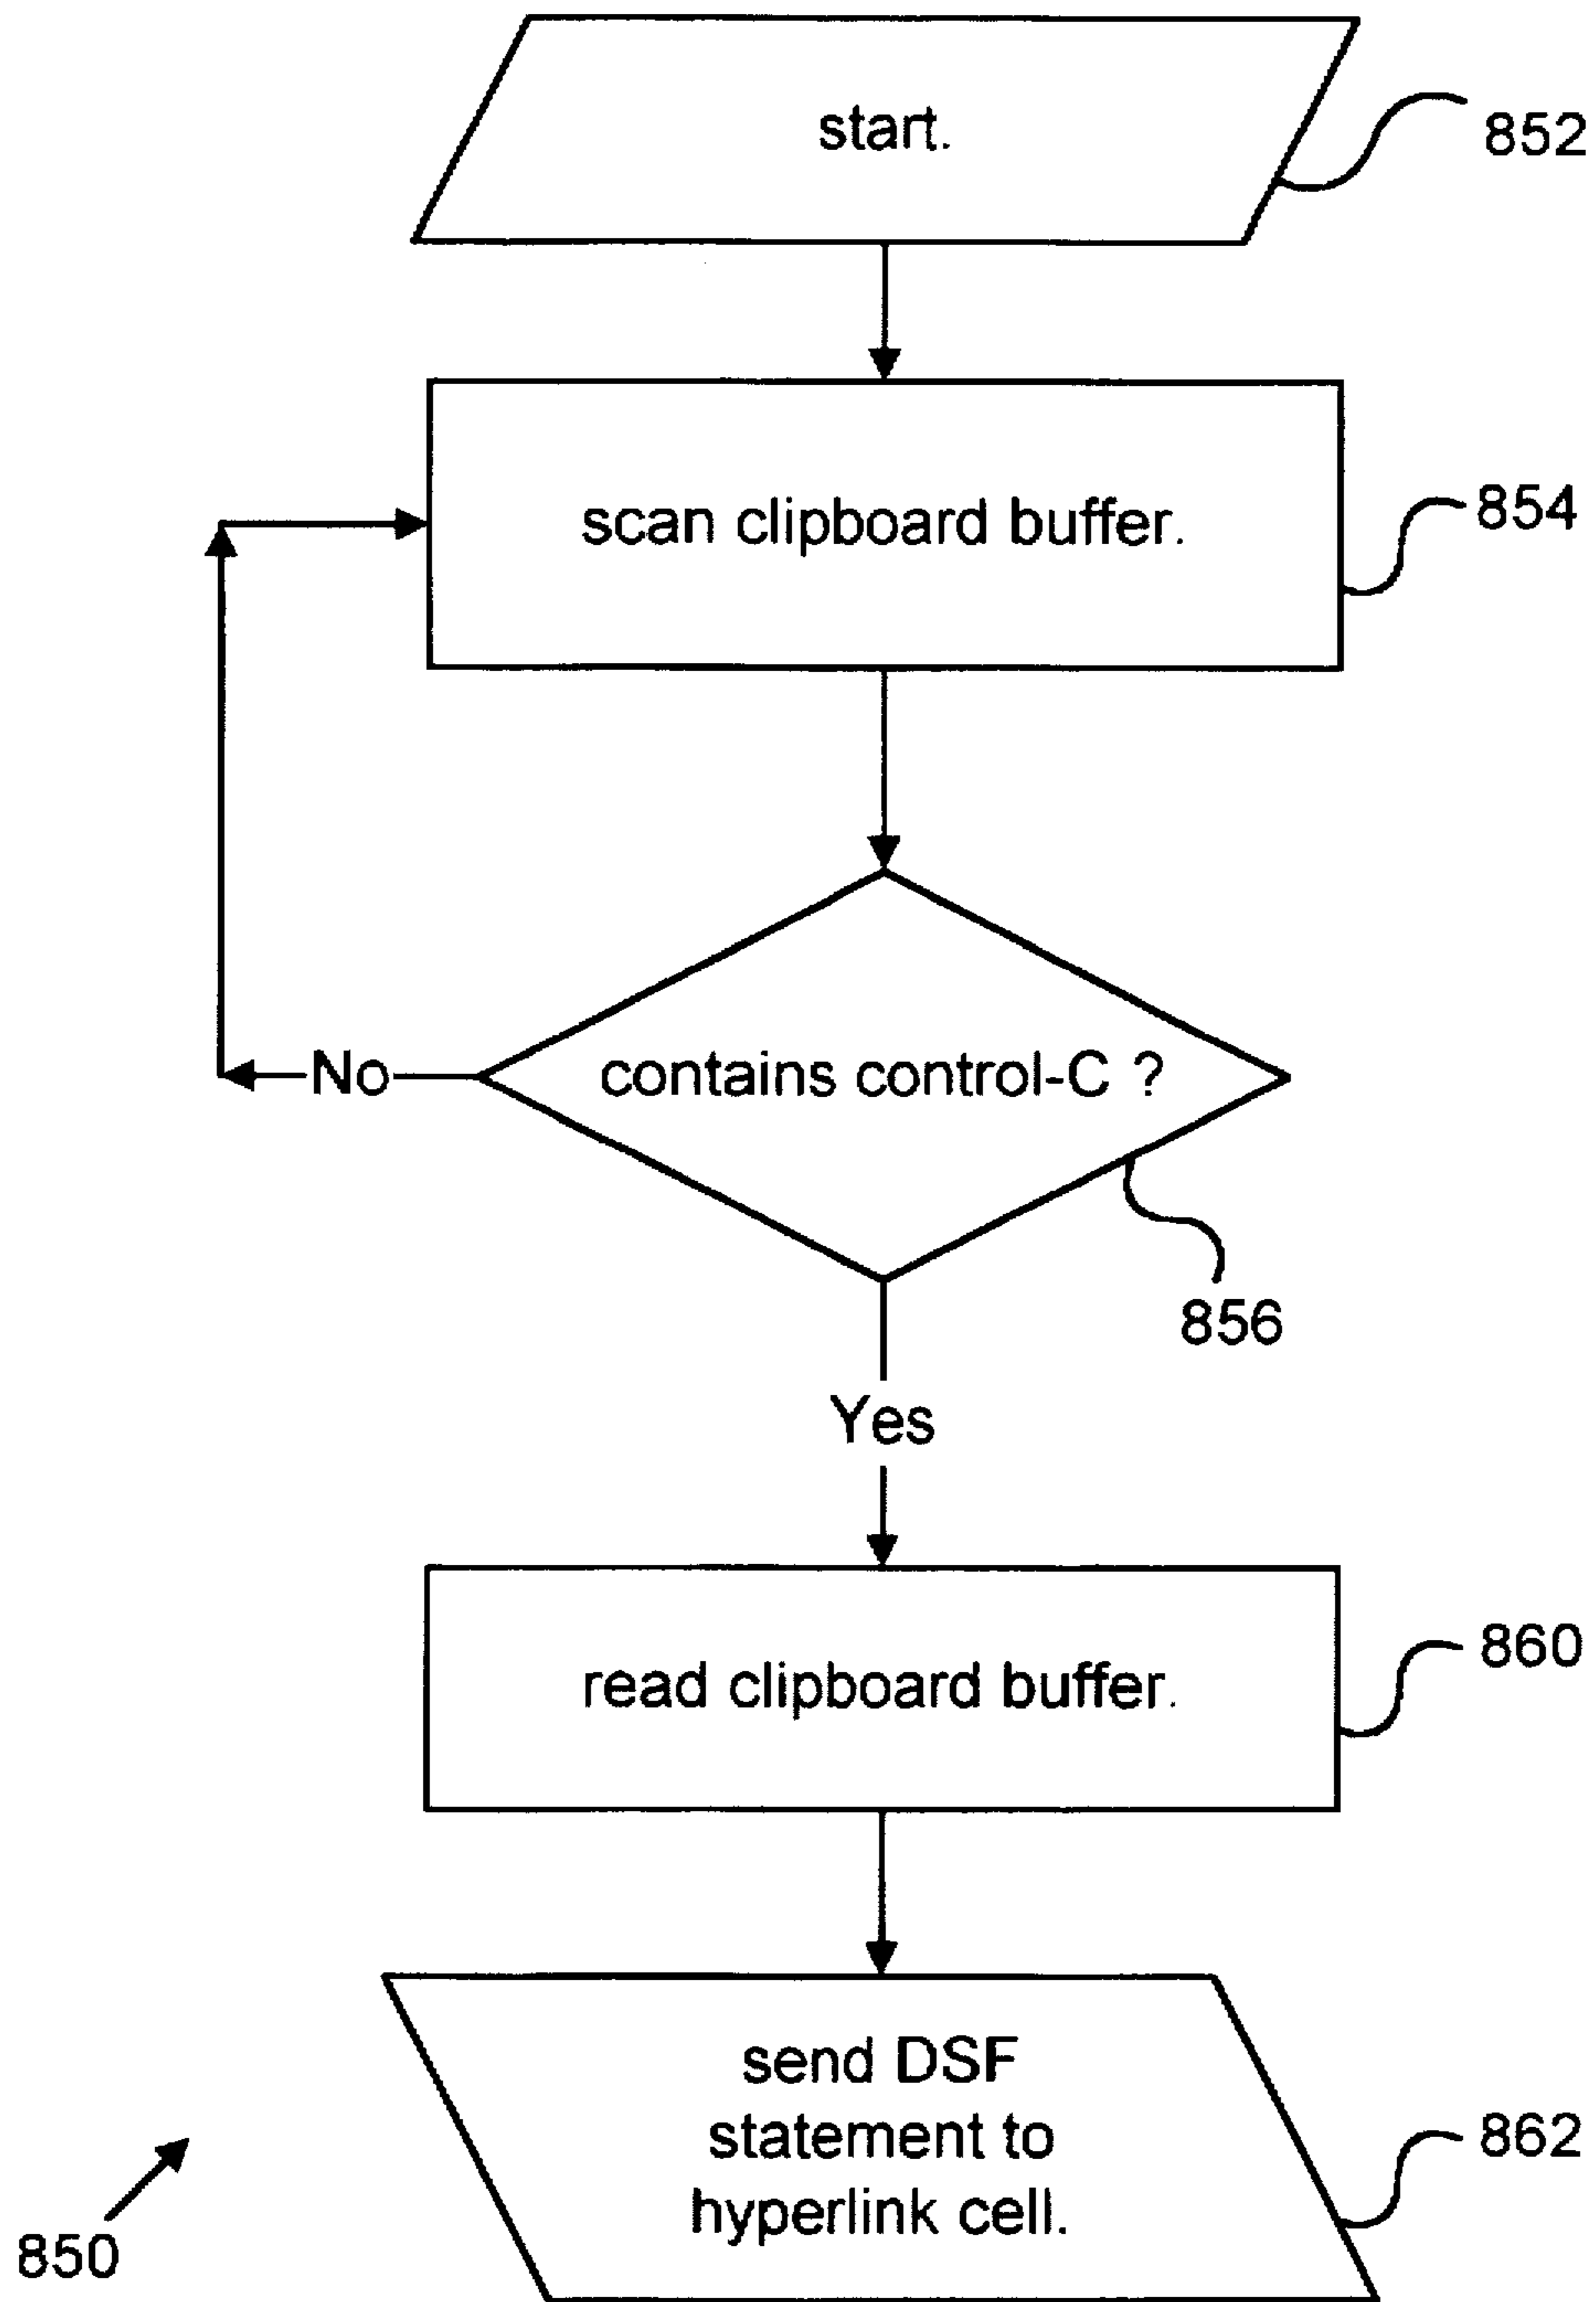 start.
852
scan clipboard buffer.
854
contains control-C ?
No
856
Yes
read clipboard buffer.
860
send DSF
statement to
hyperlink cell.
862
850